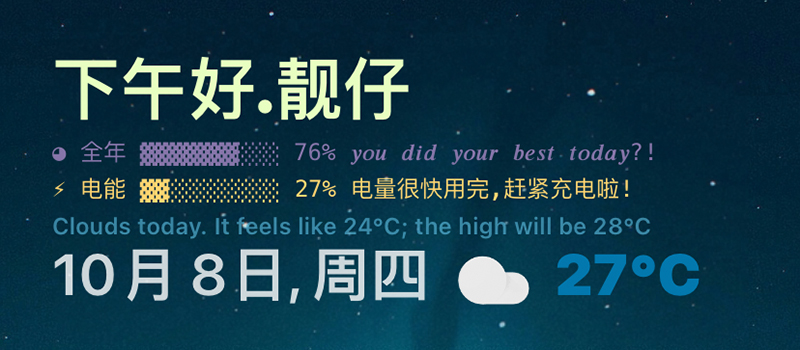 下午好.靓仔
◕ 全年 ▓▓▓▓▓▓▓▓▓▓▓░░░░ 76% you did your best today?!
⚡ 电能 ▓▓▓░░░░░░░░░░░░ 27% 电量很快用完,赶紧充电啦!
Clouds today. It feels like 24°C; the high will be 28°C
10月8日,周四 27°C